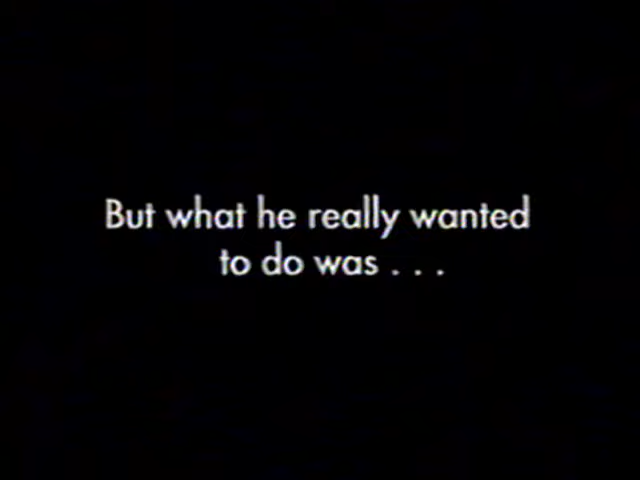 But what he really wanted
to do was . . .